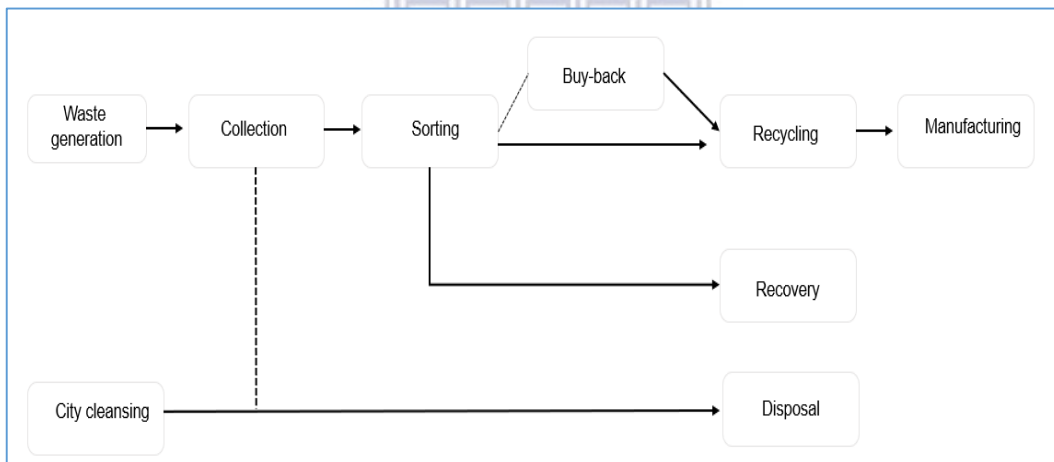 Buy-back
Waste
generation
Collection
Sorting
Recycling
Manufacturing
Recovery
City cleansing
Disposal